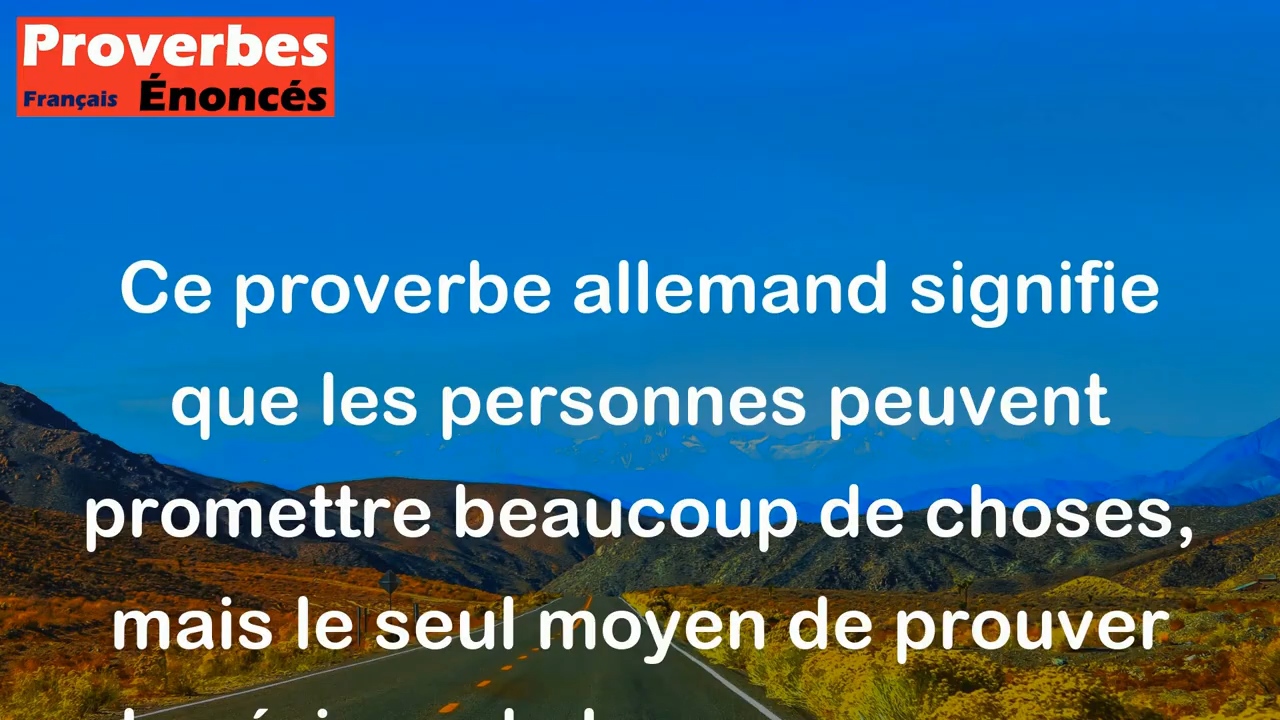 Proverbes
Français Énoncés
Ce proverbe allemand signifie
que les personnes peuvent
promettre beaucoup de choses,
mais le seul moyen de prouver